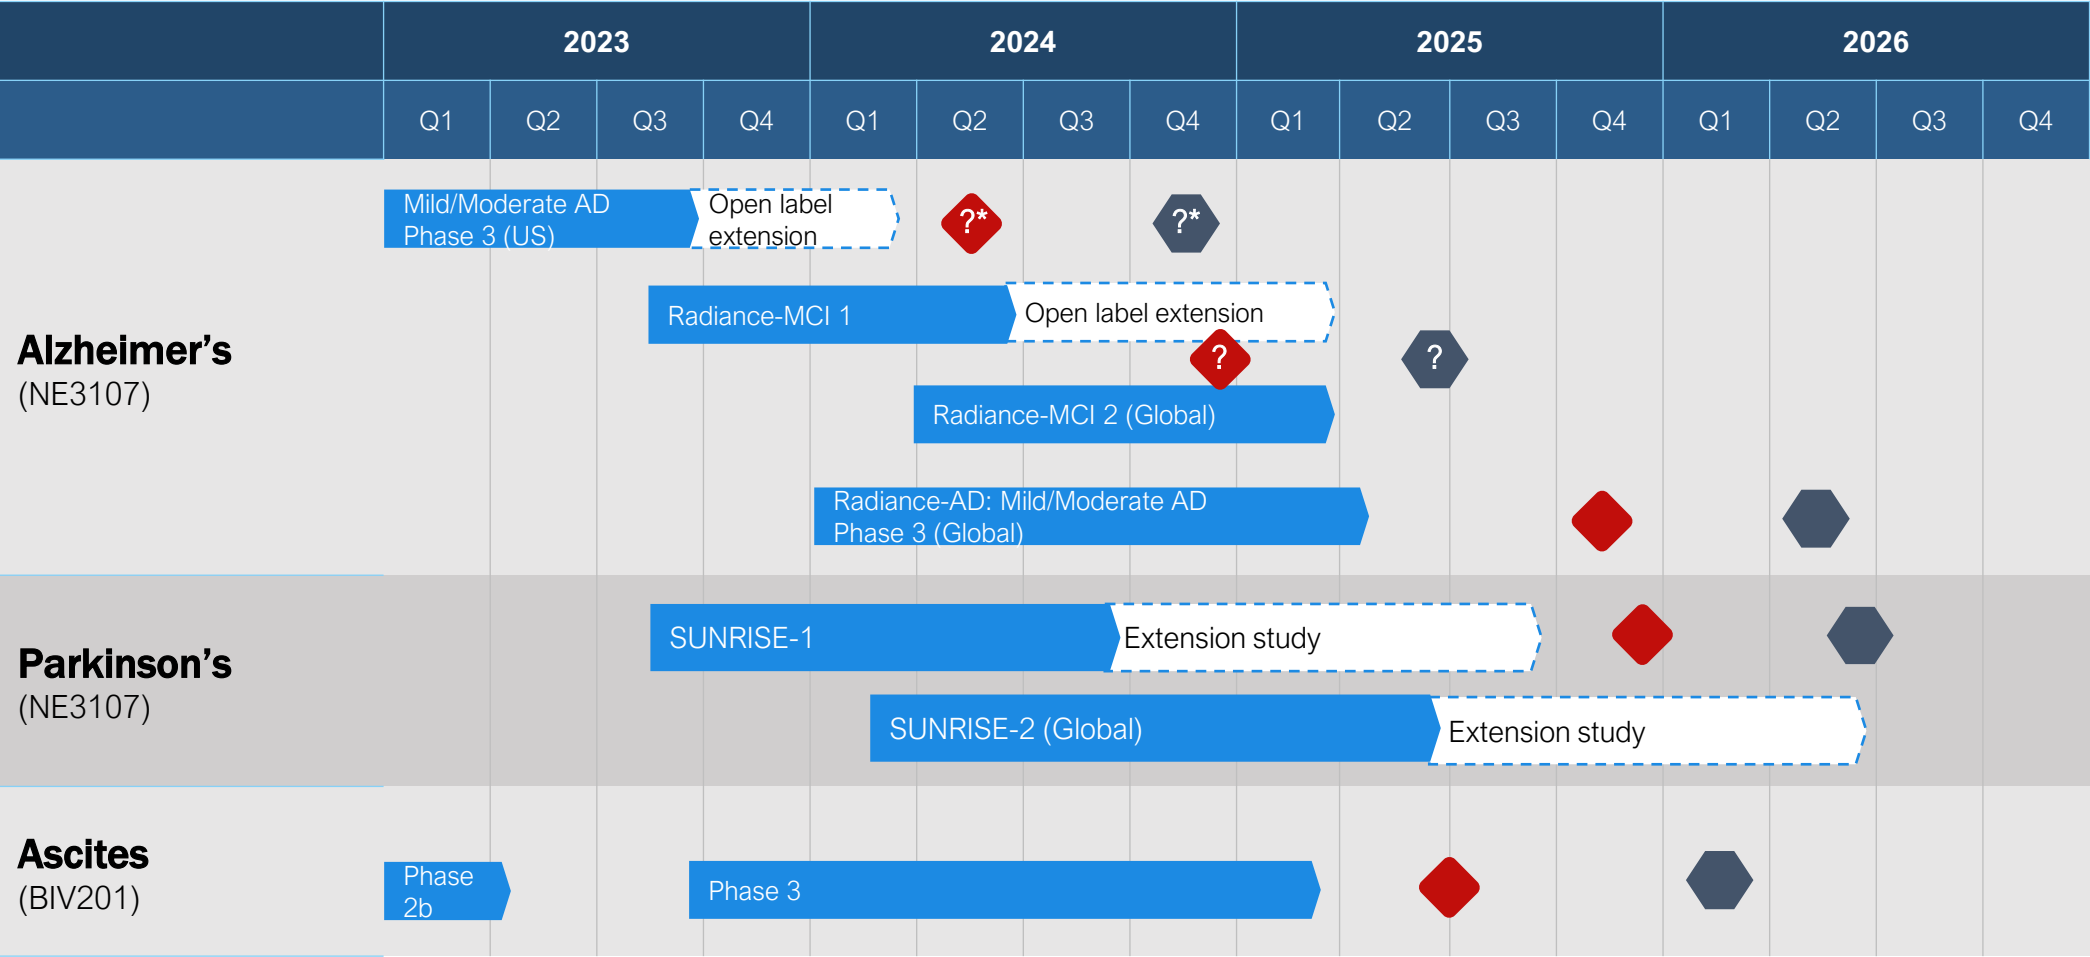 2023 2024 2025 2026
Q1 Q2 Q3 Q4 Q1 Q2 Q3 Q4 Q1 Q2 Q3 Q4 Q1 Q2 Q3 Q4
Alzheimer’s
(NE3107)
Mild/Moderate AD
Phase 3 (US)
Open label
extension
?*
?*
Radiance-MCI 1
Open label extension
?
?
Radiance-MCI 2 (Global)
Radiance-AD: Mild/Moderate AD
Phase 3 (Global)
Parkinson’s
(NE3107)
SUNRISE-1
Extension study
SUNRISE-2 (Global)
Extension study
Ascites
(BIV201)
Phase
2b
Phase 3